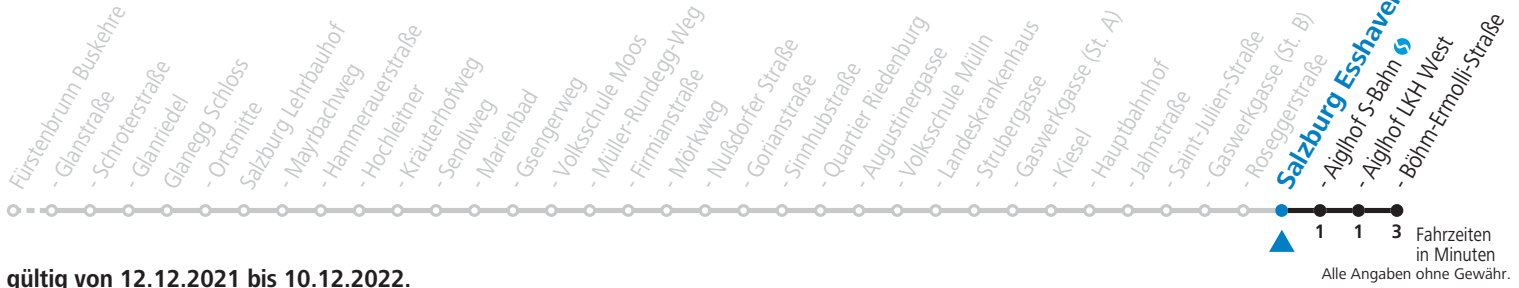 Fürstenbrunn Buskehre
- Glanstraße
- Schroterstraße
- Glanriedel
Glanegg Schloss
- Ortsmitte
Salzburg Lehrbauhof
- Mayrbachweg
- Hammerauerstraße
- Hochleitner
- Kräuterhofweg
- Sendlweg
- Marienbad
- Gsengerweg
- Volksschule Moos
- Müller-Rundegg-Weg
- Firmianstraße
- Mörkweg
- Nußdorfer Straße
- Gorianstraße
- Sinnhubstraße
- Quartier Riedenburg
- Augustinergasse
- Volksschule Mülln
- Landeskrankenhaus
- Strubergasse
- Gaswerkgasse (St. A)
- Kiesel
- Hauptbahnhof
- Jahnstraße
- Saint-Julien-Straße
- Gaswerkgasse (St. B)
- Roseggerstraße
Salzburg Esshaver
- Aiglhof S-Bahn
- Aiglhof LKH West
- Böhm-Ermolli-Straße
1 1 3 Fahrzeiten
in Minuten
Alle Angaben ohne Gewähr.
gültig von 12.12.2021 bis 10.12.2022.